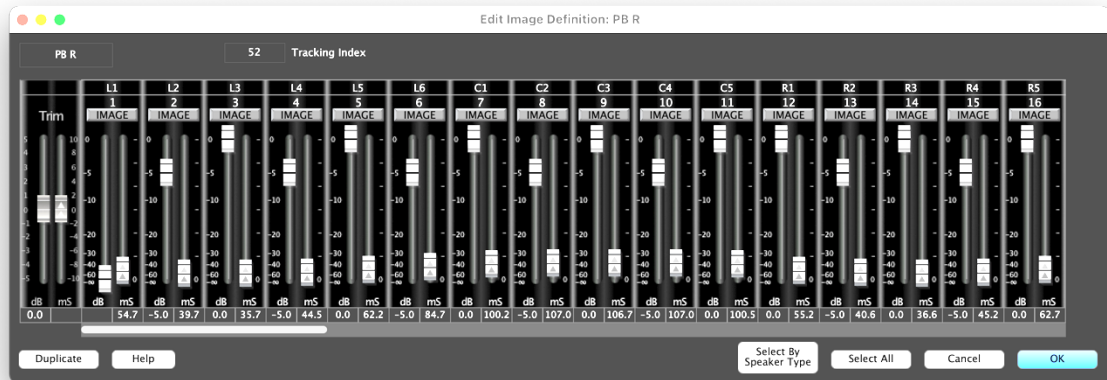 Edit Image Definition: PB R
PB R
52 Tracking Index
L1 L2 L3 L4 L5 L6 C1 C2 C3 C4 C5 R1 R2 R3 R4 R5
1 2 3 4 5 6 7 8 9 10 11 12 13 14 15 16
Trim IMAGE IMAGE IMAGE IMAGE IMAGE IMAGE IMAGE IMAGE IMAGE IMAGE IMAGE IMAGE IMAGE IMAGE IMAGE IMAGE
dB mS dB mS dB mS dB mS dB mS dB mS dB mS dB mS dB mS dB mS dB mS dB mS dB mS dB mS dB mS dB mS dB mS
0.0 54.7 -5.0 39.7 0.0 35.7 -5.0 44.5 0.0 62.2 -5.0 84.7 0.0 100.2 -5.0 107.0 0.0 106.7 -5.0 107.0 0.0 100.5 0.0 55.2 -5.0 40.6 0.0 36.6 -5.0 45.2 0.0 62.7
Duplicate Help Select By Speaker Type Select All Cancel OK